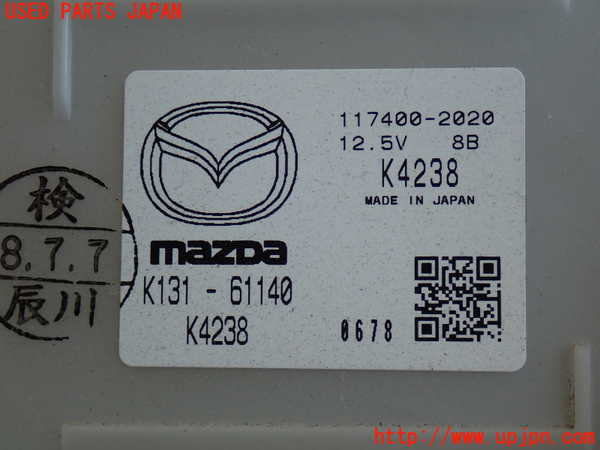 USED PARTS JAPAN
117400-2020
12.5V 8B
K4238
MADE IN JAPAN
mazda
K131 - 61140
K4238
0678
検
8.7.7
辰川
http://www.upjpn.com/